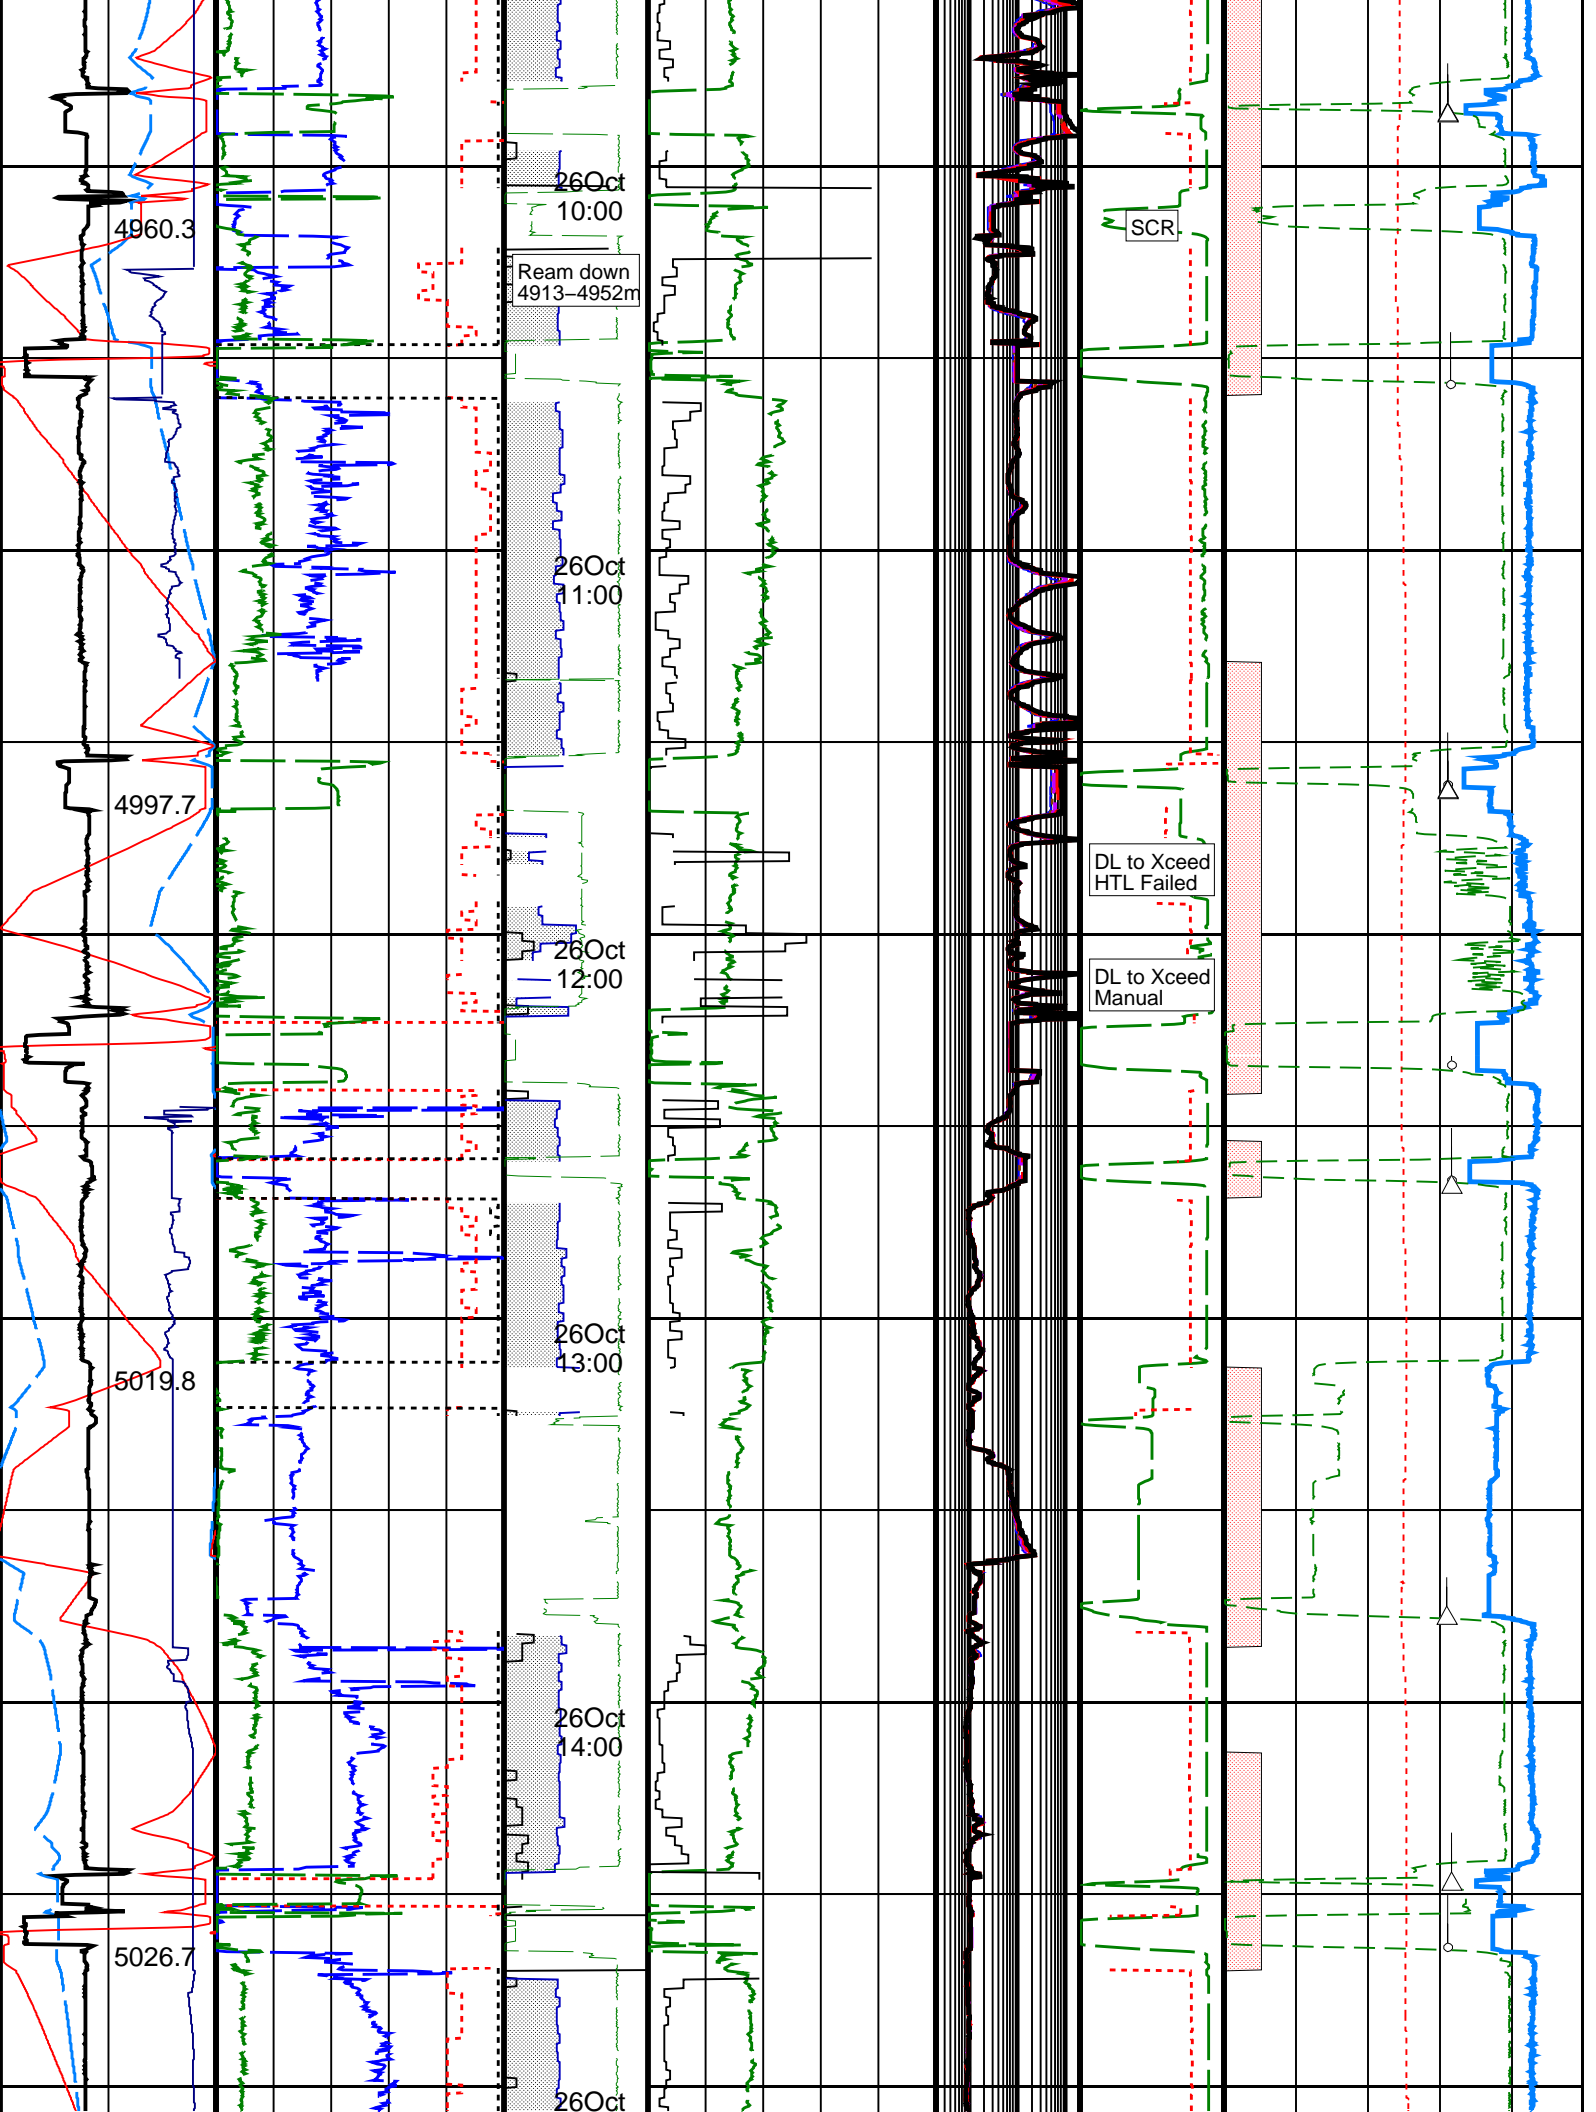 26Oct
10:00
4960.3
SCR
Ream down
4913–4952m
26Oct
11:00
4997.7
DL to Xceed
HTL Failed
26Oct
12:00
DL to Xceed
Manual
26Oct
13:00
5019.8
26Oct
14:00
5026.7
26Oct